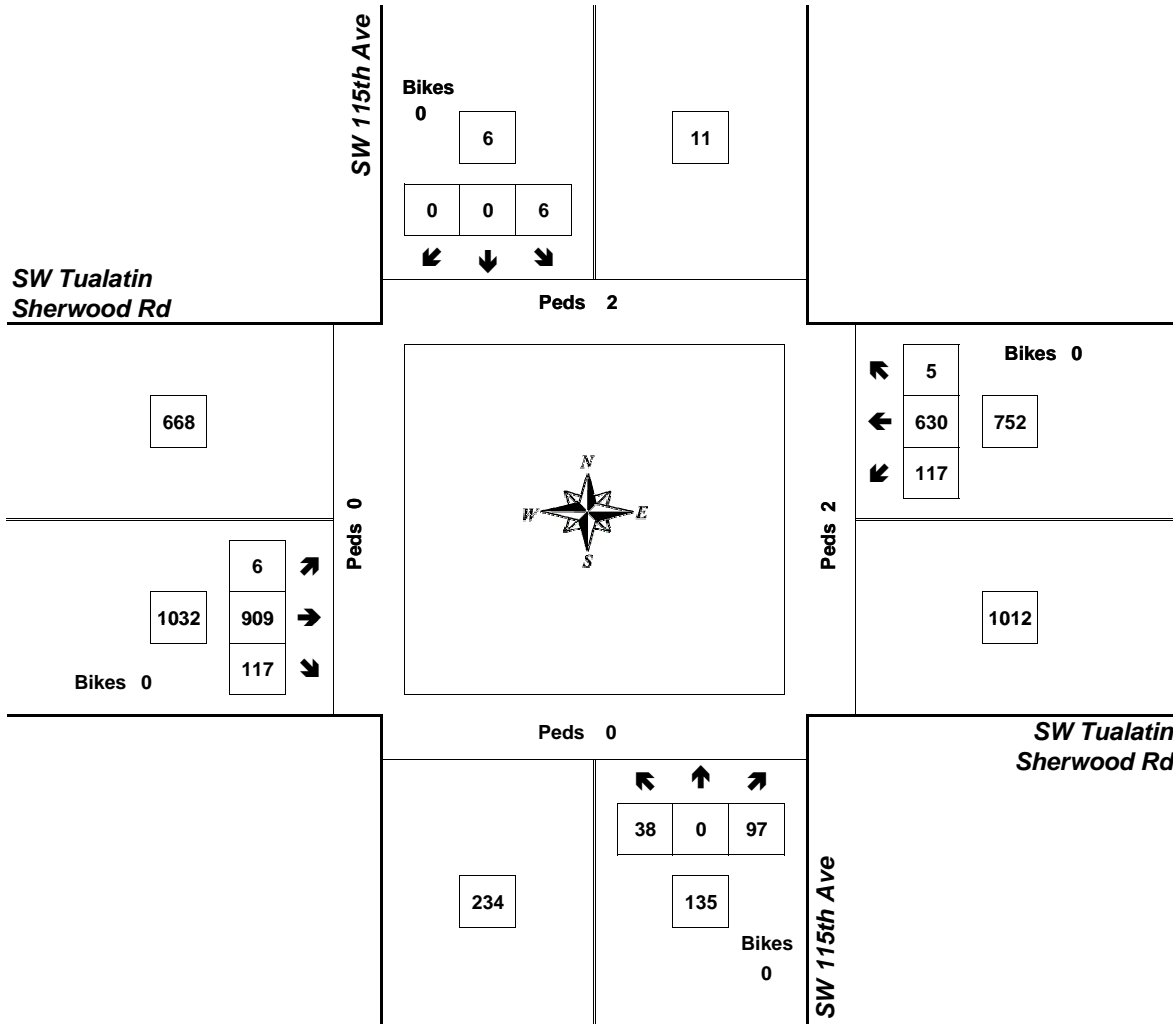 SW 115th Ave
Bikes
0
6
11
0 0 6
SW Tualatin
Sherwood Rd
Peds 2
5
Bikes 0
668
630
752
117
N
W E
S
Peds 0
Peds 2
6
1032
909
1012
117
Bikes 0
Peds 0
SW Tualatin
Sherwood Rd
38 0 97
234
135
Bikes
0
SW 115th Ave